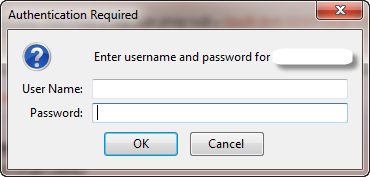 Authentication Required
Enter username and password for
User Name:
Password:
OK
Cancel